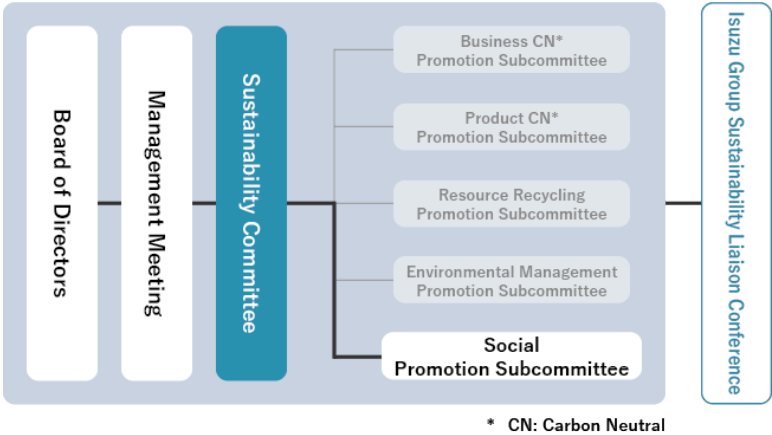 Board of Directors
Management Meeting
Sustainability Committee
Business CN*
Promotion Subcommittee
Product CN*
Promotion Subcommittee
Resource Recycling
Promotion Subcommittee
Environmental Management
Promotion Subcommittee
Social
Promotion Subcommittee
Isuzu Group Sustainability Liaison Conference
* CN: Carbon Neutral